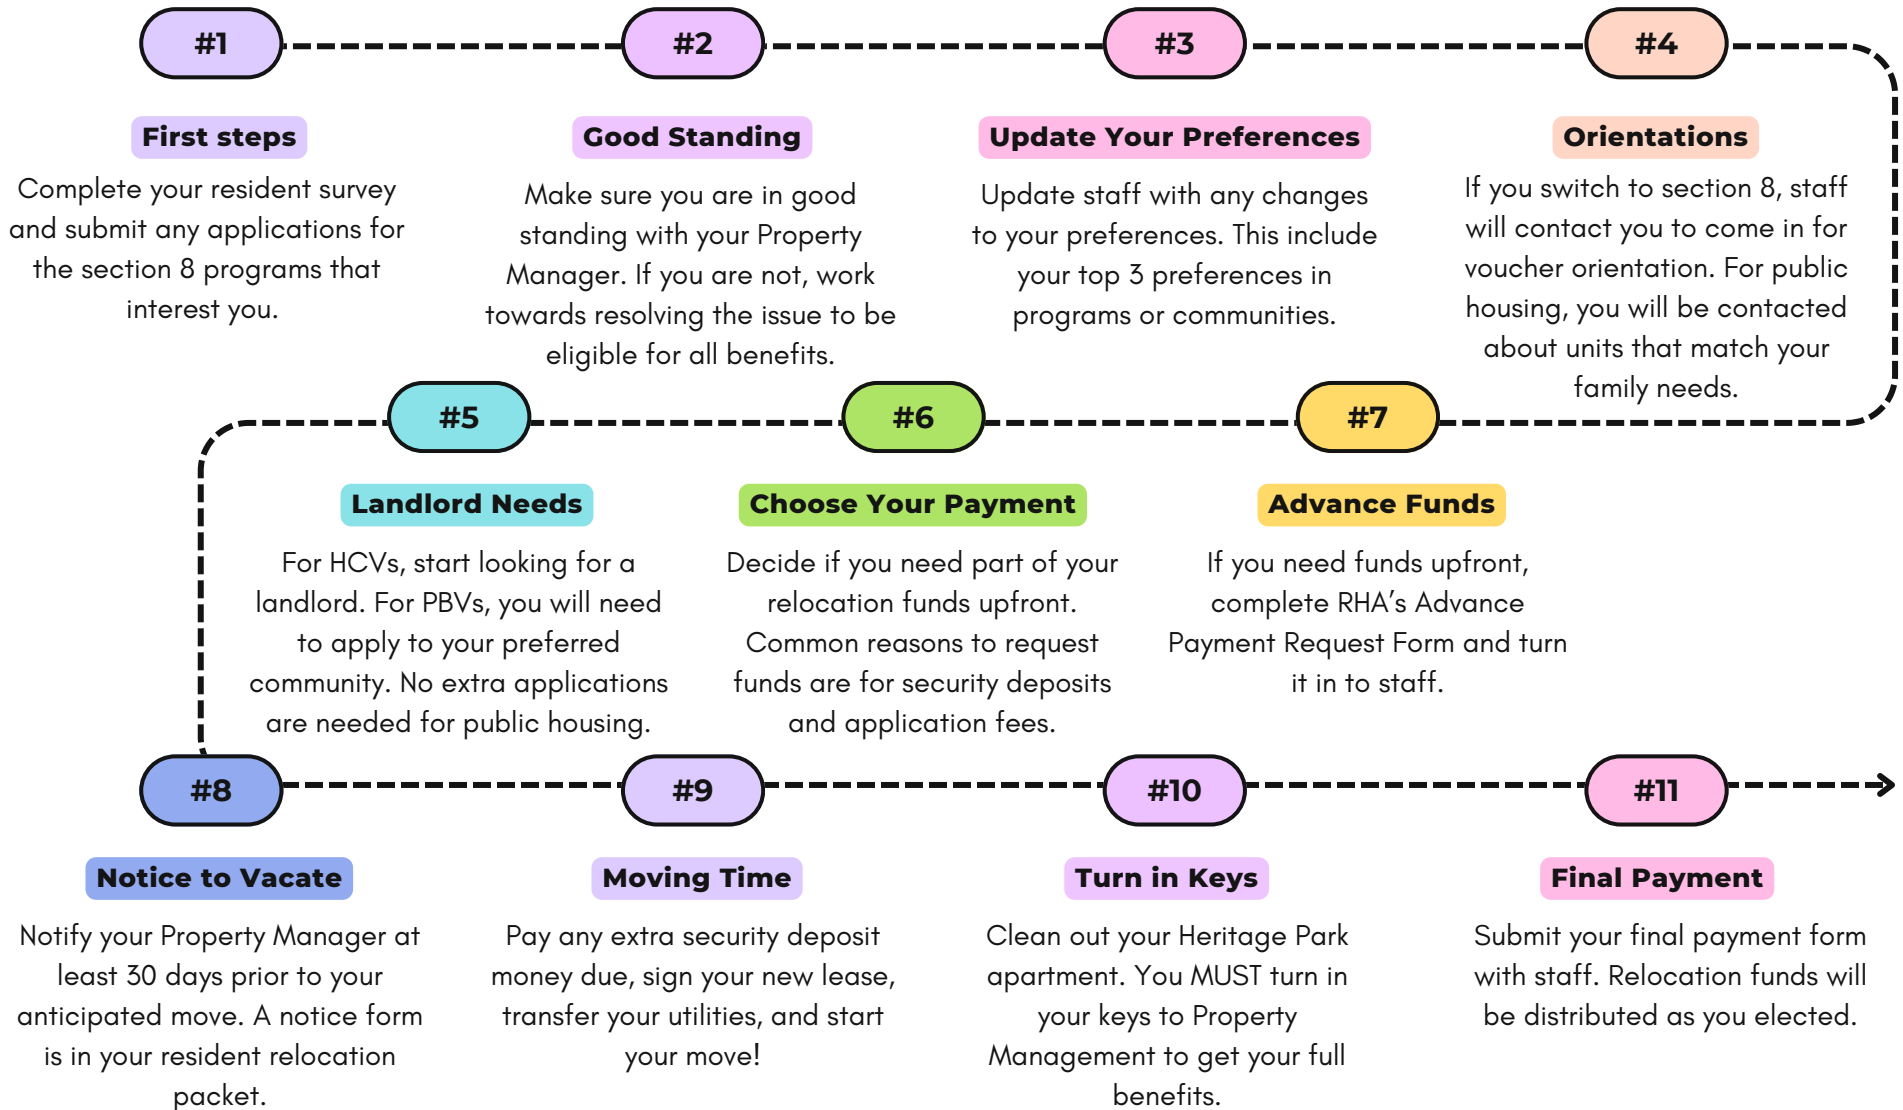 #1
First steps
Complete your resident survey
and submit any applications for
the section 8 programs that
interest you.
#2
Good Standing
Make sure you are in good
standing with your Property
Manager. If you are not, work
towards resolving the issue to be
eligible for all benefits.
#3
Update Your Preferences
Update staff with any changes
to your preferences. This include
your top 3 preferences in
programs or communities.
#4
Orientations
If you switch to section 8, staff
will contact you to come in for
voucher orientation. For public
housing, you will be contacted
about units that match your
family needs.
#5
Landlord Needs
For HCVs, start looking for a
landlord. For PBVs, you will need
to apply to your preferred
community. No extra applications
are needed for public housing.
#6
Choose Your Payment
Decide if you need part of your
relocation funds upfront.
Common reasons to request
funds are for security deposits
and application fees.
#7
Advance Funds
If you need funds upfront,
complete RHA’s Advance
Payment Request Form and turn
it in to staff.
#8
Notice to Vacate
Notify your Property Manager at
least 30 days prior to your
anticipated move. A notice form
is in your resident relocation
packet.
#9
Moving Time
Pay any extra security deposit
money due, sign your new lease,
transfer your utilities, and start
your move!
#10
Turn in Keys
Clean out your Heritage Park
apartment. You MUST turn in
your keys to Property
Management to get your full
benefits.
#11
Final Payment
Submit your final payment form
with staff. Relocation funds will
be distributed as you elected.